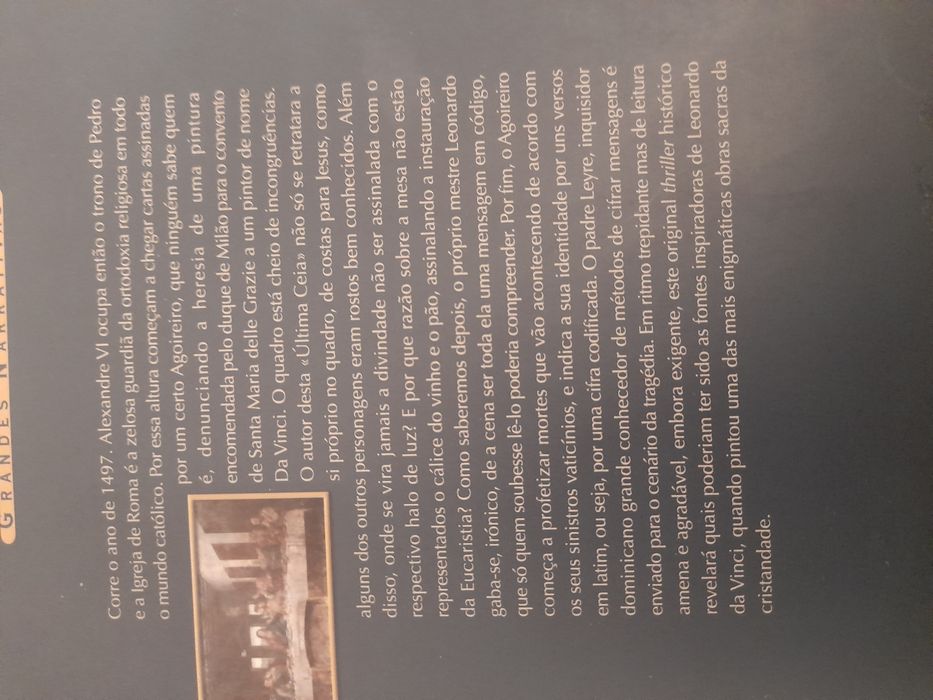 GRANDES NARRATIVAS
Corre o ano de 1497. Alexandre VI ocupa então o trono de Pedro
e a Igreja de Roma é a zelosa guardiã da ortodoxia religiosa em todo
o mundo católico. Por essa altura começam a chegar cartas assinadas
por um certo Agoireiro, que ninguém sabe quem
é, denunciando a heresia de uma pintura
encomendada pelo duque de Milão para o convento
de Santa Maria delle Grazie a um pintor de nome
Da Vinci. O quadro está cheio de incongruências.
O autor desta «Última Ceia» não só se retratara a
si próprio no quadro, de costas para Jesus, como
alguns dos outros personagens eram rostos bem conhecidos. Além
disso, onde se vira jamais a divindade não ser assinalada com o
respectivo halo de luz? E por que razão sobre a mesa não estão
representados o cálice do vinho e o pão, assinalando a instauração
da Eucaristia? Como saberemos depois, o próprio mestre Leonardo
gaba-se, irónico, de a cena ser toda ela uma mensagem em código,
que só quem soubesse lê-lo poderia compreender. Por fim, o Agoireiro
começa a profetizar mortes que vão acontecendo de acordo com
os seus sinistros vaticínios, e indica a sua identidade por uns versos
em latim, ou seja, por uma cifra codificada. O padre Leyre, inquisidor
dominicano grande conhecedor de métodos de cifrar mensagens é
enviado para o cenário da tragédia. Em ritmo trepidante mas de leitura
amena e agradável, embora exigente, este original thriller histórico
revelará quais poderiam ter sido as fontes inspiradoras de Leonardo
da Vinci, quando pintou uma das mais enigmáticas obras sacras da
cristandade.